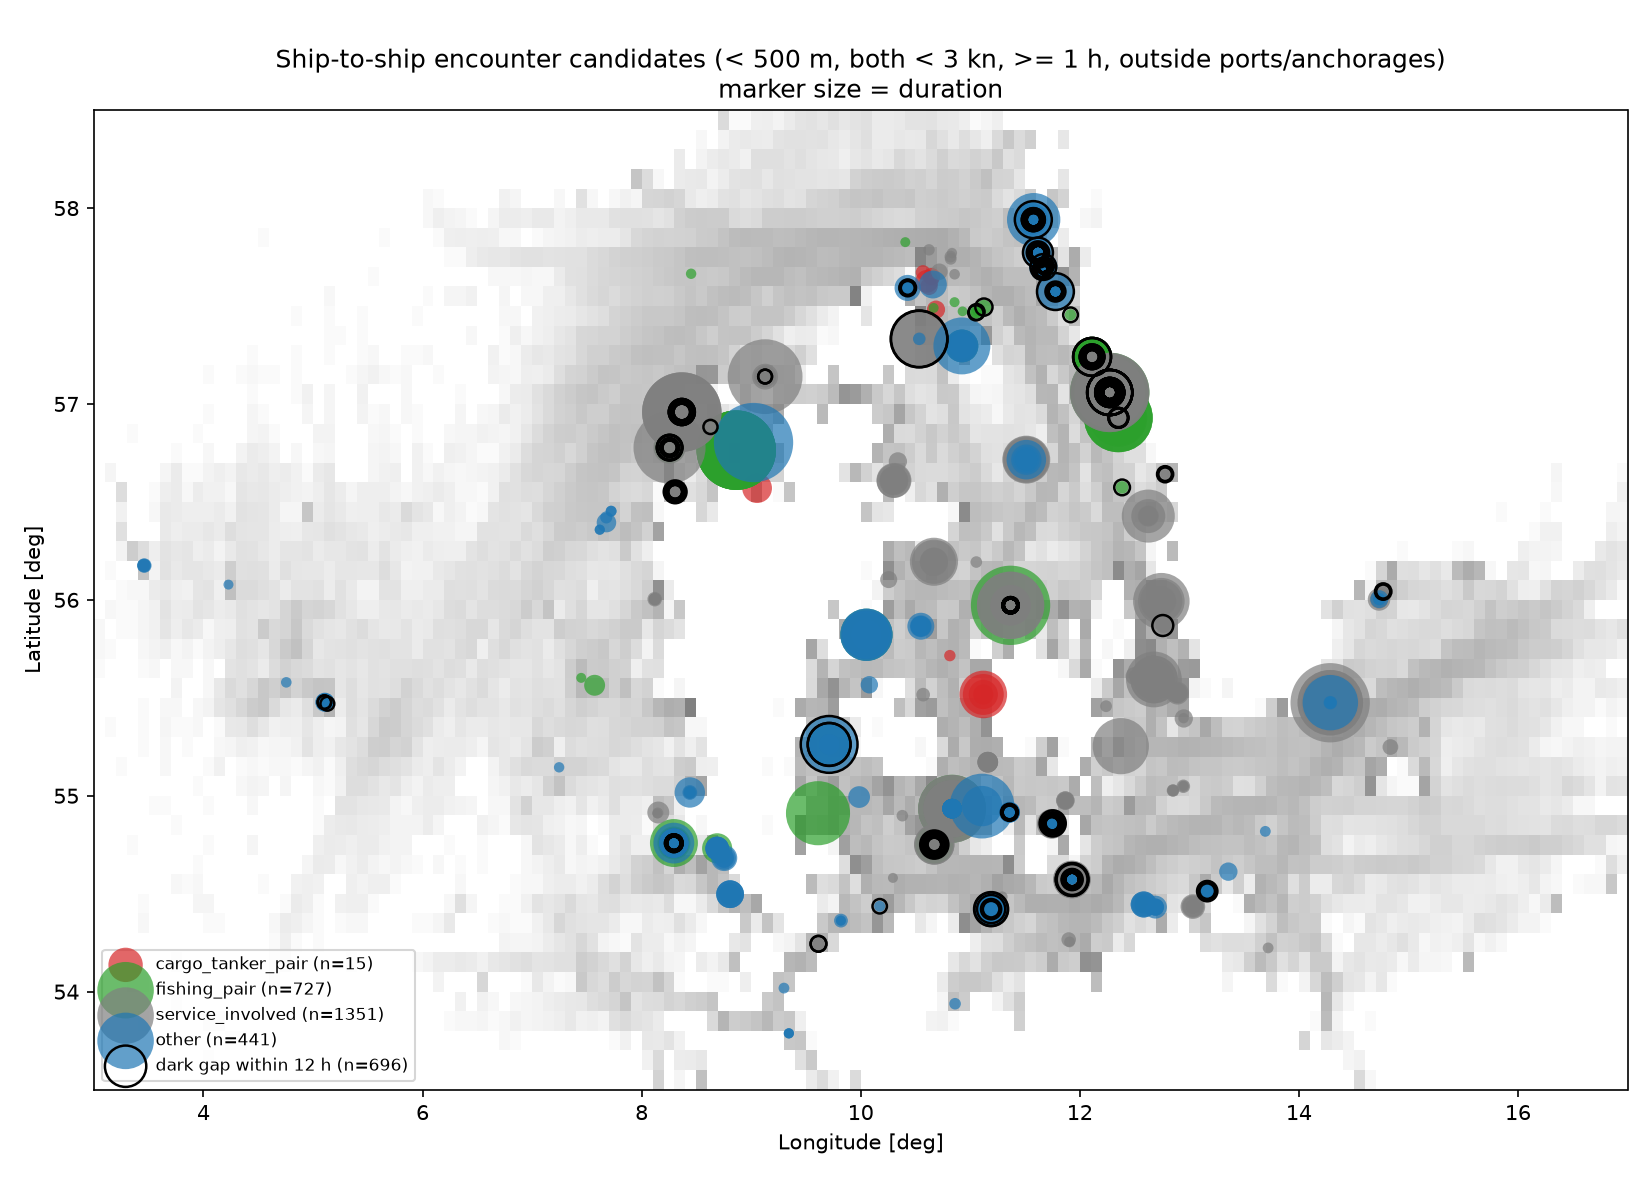 Ship-to-ship encounter candidates (< 500 m, both < 3 kn, >= 1 h, outside ports/anchorages)
marker size = duration
58
57
56
55
54
Latitude [deg]
cargo_tanker_pair (n=15)
fishing_pair (n=727)
service_involved (n=1351)
other (n=441)
dark gap within 12 h (n=696)
4
6
8
10
12
14
16
Longitude [deg]